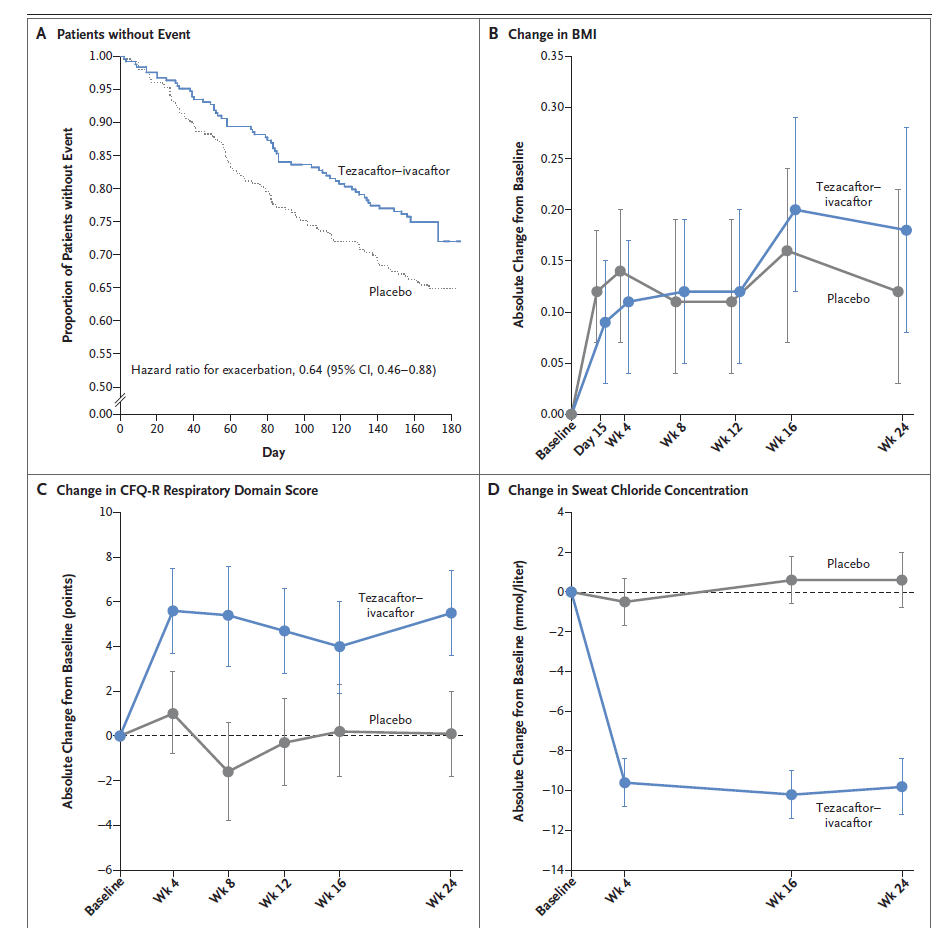 A Patients without Event
1.00
0.95
0.90
0.85
0.80
0.75
0.70
0.65
0.60
0.55
0.50
0.00
Proportion of Patients without Event
Tezacaftor–ivacaftor
Placebo
Hazard ratio for exacerbation, 0.64 (95% CI, 0.46–0.88)
0 20 40 60 80 100 120 140 160 180
Day
B Change in BMI
0.35
0.30
0.25
0.20
0.15
0.10
0.05
0.00
Absolute Change from Baseline
Tezacaftor–
ivacaftor
Placebo
Baseline Day 15 Wk 4 Wk 8 Wk 12 Wk 16 Wk 24
C Change in CFQ-R Respiratory Domain Score
10
8
6
4
2
0
−2
−4
−6
Absolute Change from Baseline (points)
Tezacaftor–
ivacaftor
Placebo
Baseline Wk 4 Wk 8 Wk 12 Wk 16 Wk 24
D Change in Sweat Chloride Concentration
4
2
0
−2
−4
−6
−8
−10
−12
−14
Absolute Change from Baseline (mmol/liter)
Placebo
Tezacaftor–
ivacaftor
Baseline Wk 4 Wk 16 Wk 24